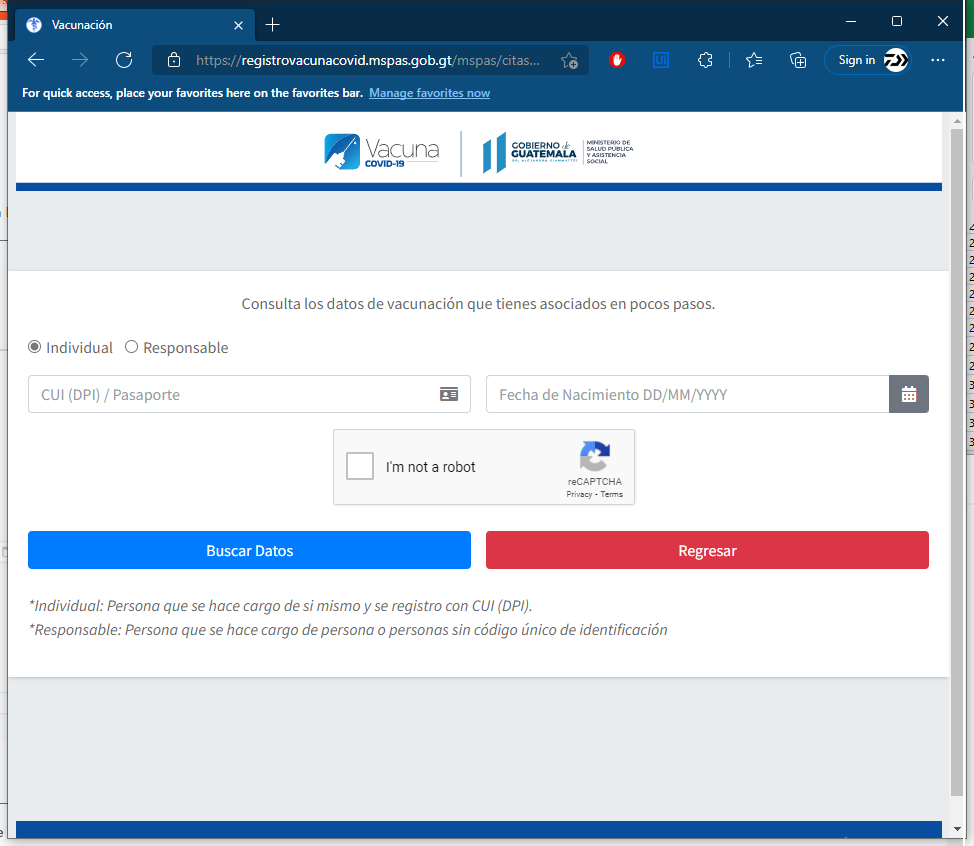 Vacunación
https://registrovacunacovid.mspas.gob.gt/mspas/citas...
Ui
Sign in
For quick access, place your favorites here on the favorites bar. Manage favorites now
Vacuna
COVID-19
GOBIERNO de
GUATEMALA
DR. ALEJANDRO GIAMMATTEI
MINISTERIO DE
SALUD PÚBLICA
Y ASISTENCIA
SOCIAL
Consulta los datos de vacunación que tienes asociados en pocos pasos.
Individual Responsable
CUI (DPI) / Pasaporte
Fecha de Nacimiento DD/MM/YYYY
I'm not a robot
reCAPTCHA
Privacy - Terms
Buscar Datos
Regresar
*Individual: Persona que se hace cargo de si mismo y se registro con CUI (DPI).
*Responsable: Persona que se hace cargo de persona o personas sin código único de identificación